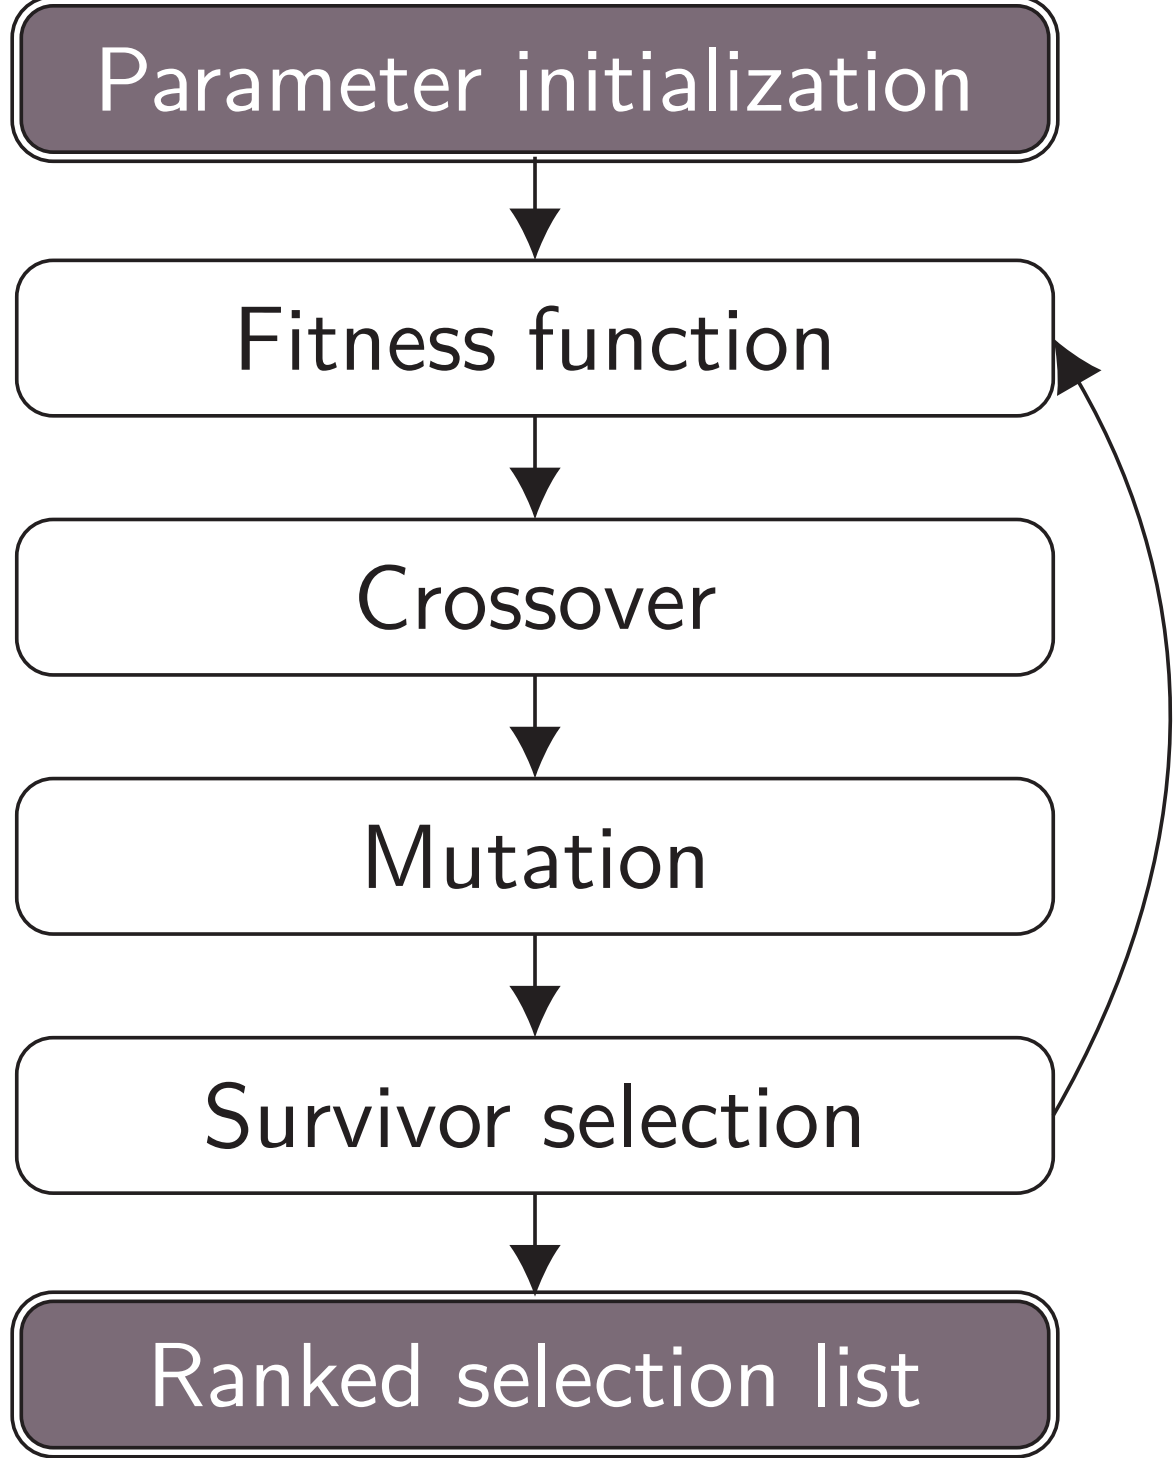 Parameter initialization
Fitness function
Crossover
Mutation
Survivor selection
Ranked selection list